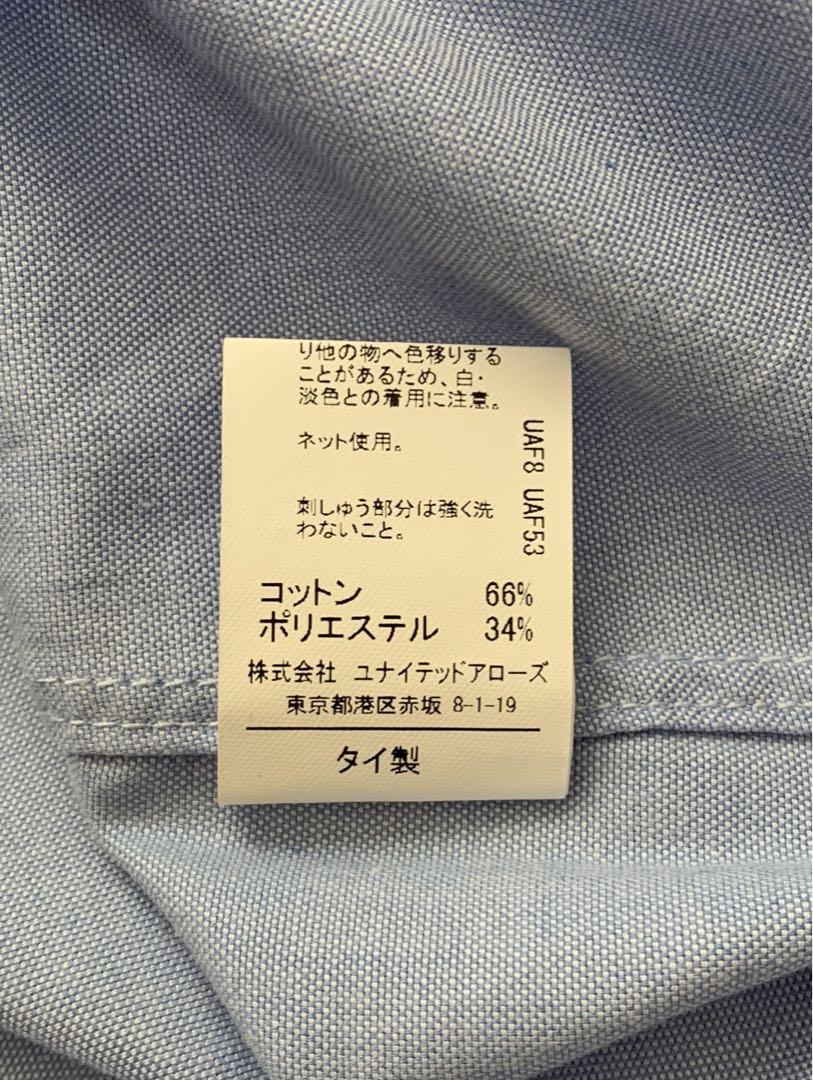 り他の物へ色移りする
ことがあるため、白・
淡色との着用に注意。
ネット使用。
刺しゅう部分は強く洗
わないこと。
UAF8 UAF53
コットン 66%
ポリエステル 34%
株式会社 ユナイテッドアローズ
東京都港区赤坂 8-1-19
タイ製